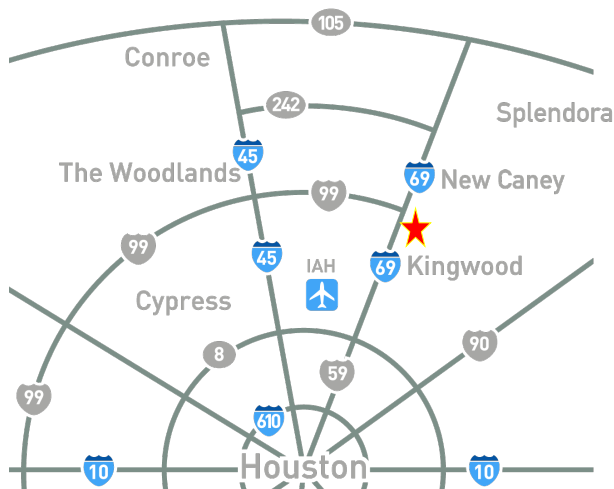 105
Conroe
242
Splendora
45
The Woodlands
69
New Caney
99
99
45
IAH
69
Kingwood
Cypress
90
8
59
99
610
10
Houston
10